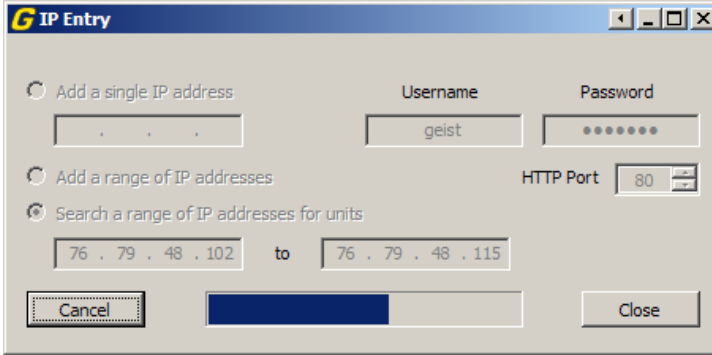 G IP Entry
Add a single IP address
Username
Password
. . .
geist
•••••••
Add a range of IP addresses
HTTP Port
80
Search a range of IP addresses for units
76 . 79 . 48 . 102
to
76 . 79 . 48 . 115
Cancel
Close